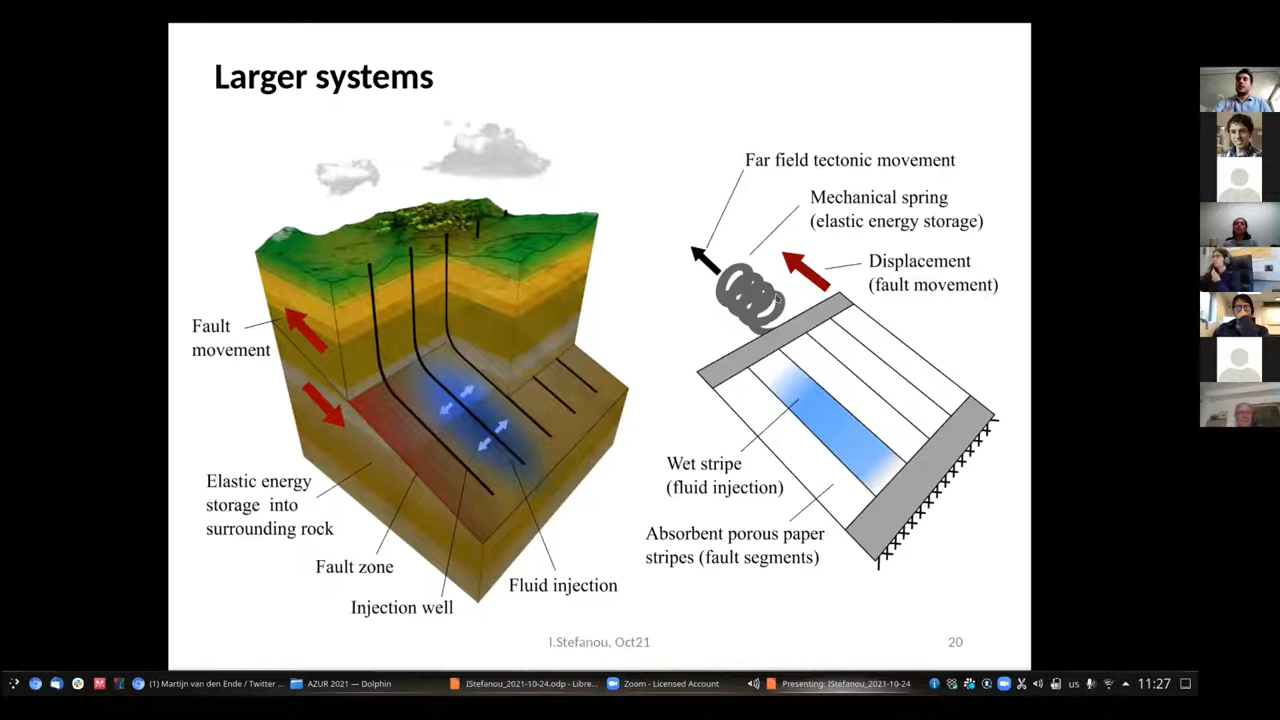 Larger systems
Far field tectonic movement
Mechanical spring
(elastic energy storage)
Displacement
(fault movement)
Fault
movement
Elastic energy
storage into
surrounding rock
Fault zone
Injection well
Fluid injection
Wet stripe
(fluid injection)
Absorbent porous paper
stripes (fault segments)
I.Stefanou, Oct21
20
(1) Martijn van den Ende / Twitter ...
AZUR 2021 — Dolphin
IStefanou_2021-10-24.odp - Libre...
Zoom - Licensed Account
Presenting: IStefanou_2021-10-24
us
11:27